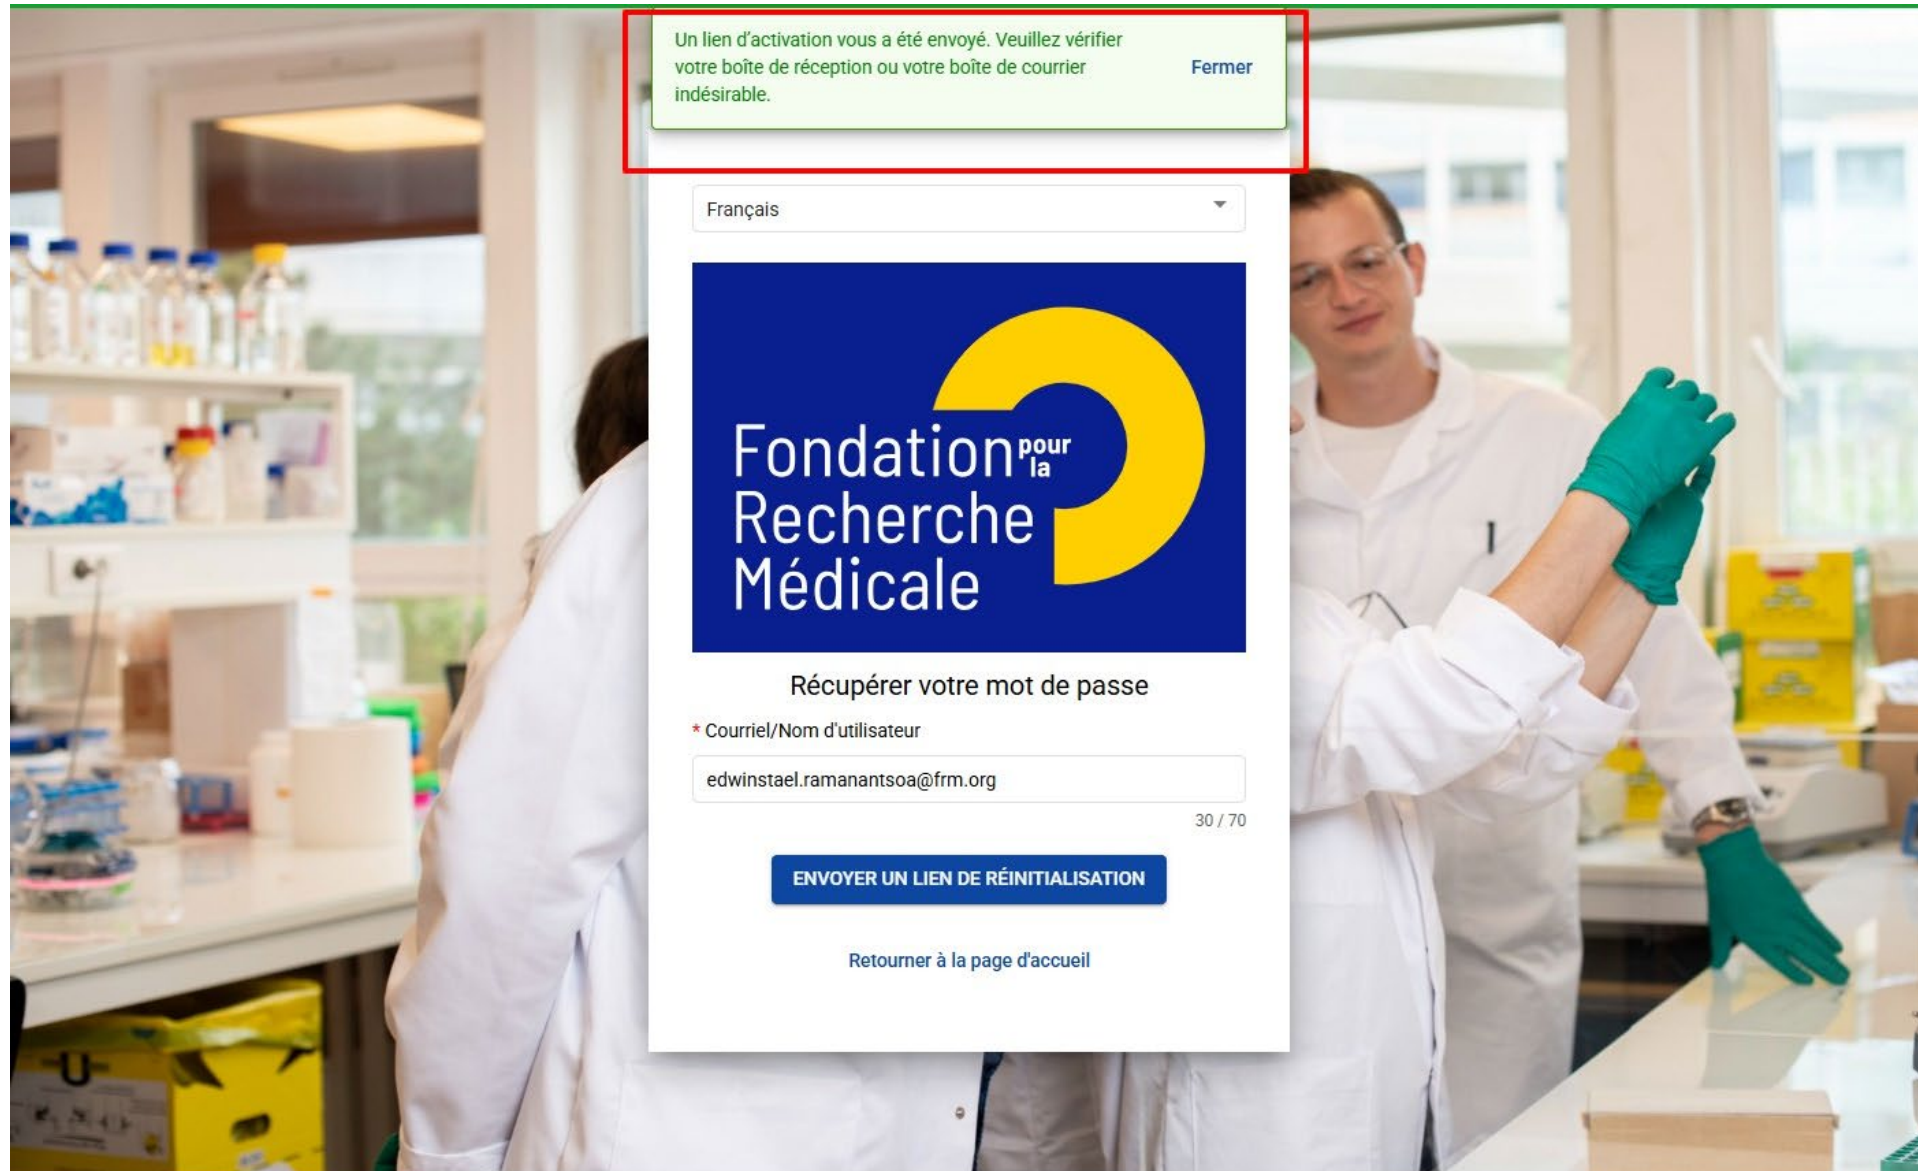 Un lien d'activation vous a été envoyé. Veuillez vérifier
votre boîte de réception ou votre boîte de courrier
indésirable.
Fermer
Français
Fondation pour la
Recherche
Médicale
Récupérer votre mot de passe
* Courriel/Nom d'utilisateur
edwinstael.ramanantsoa@frm.org
30 / 70
ENVOYER UN LIEN DE RÉINITIALISATION
Retourner à la page d'accueil